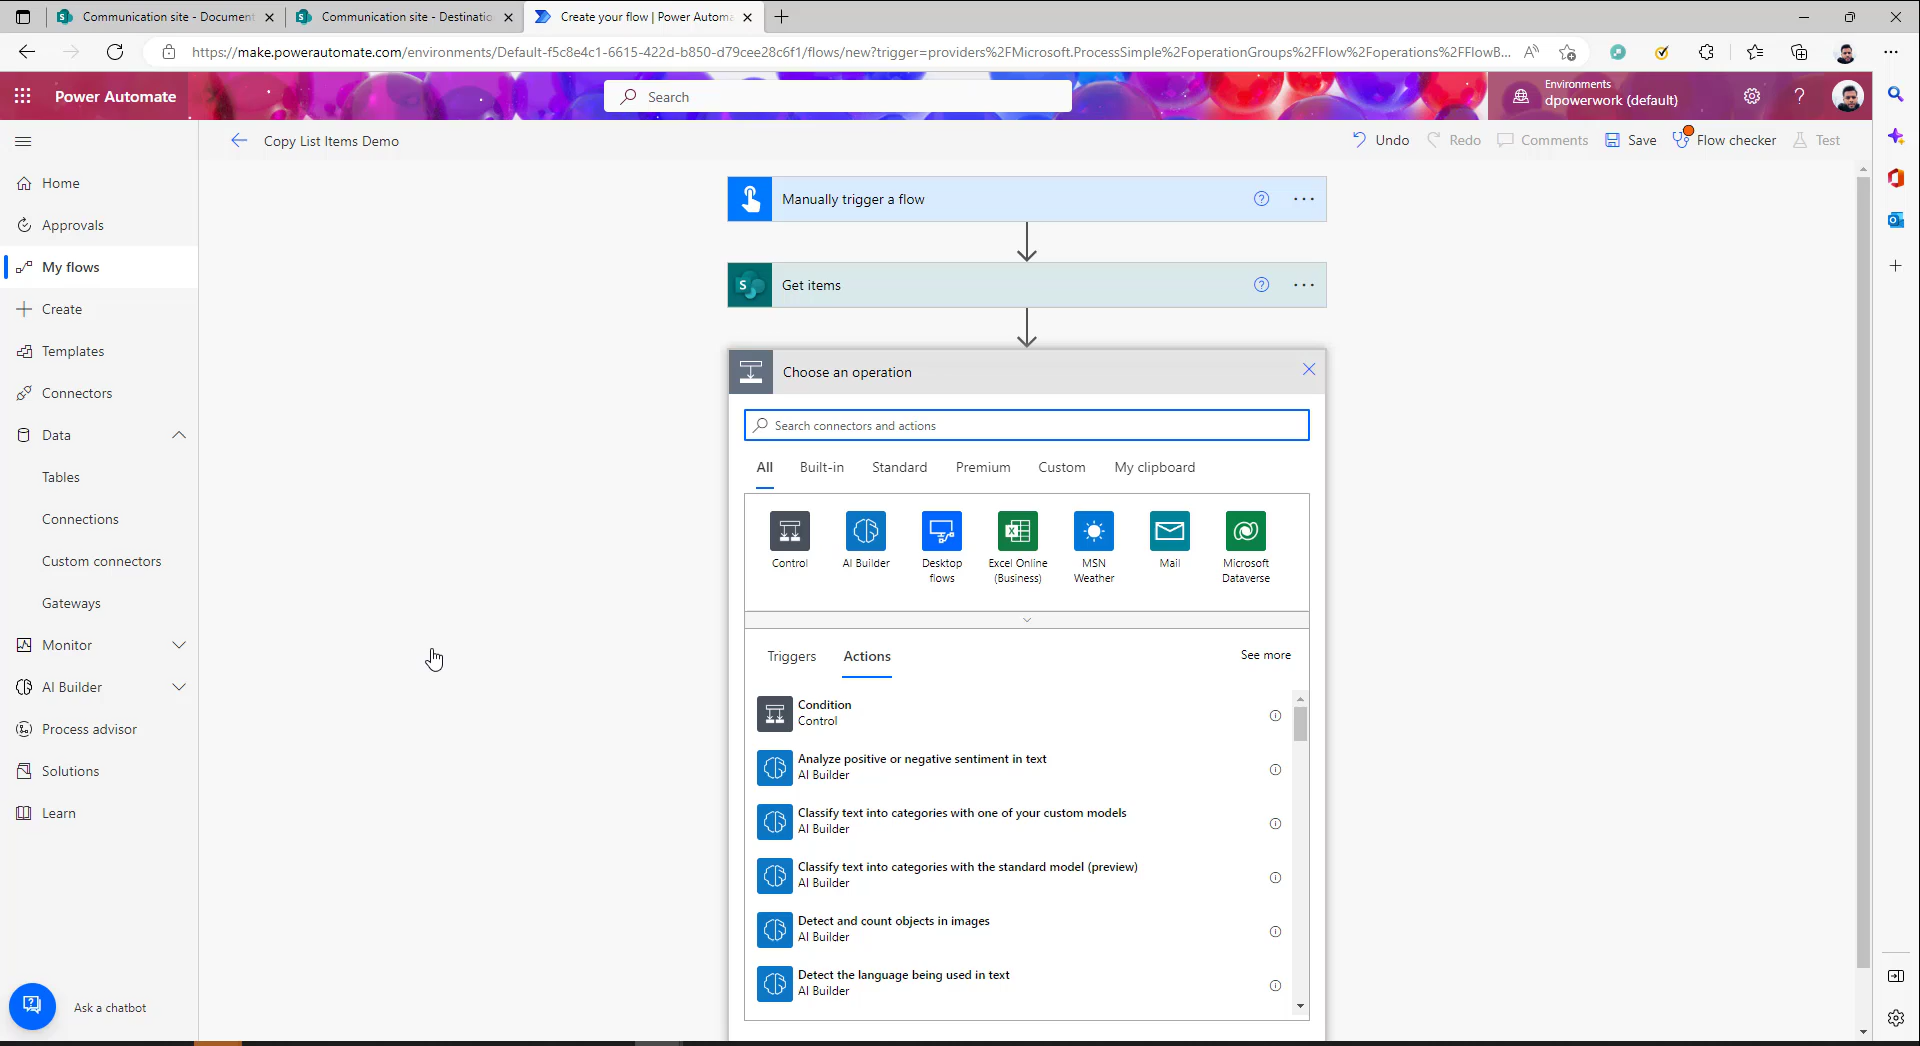 Communication site - Document
Communication site - Destinatio
Create your flow | Power Automa
https://make.powerautomate.com/environments/Default-f5c8e4c1-6615-422d-b850-d79cee28c6f1/flows/new?trigger=providers%2FMicrosoft.ProcessSimple%2FoperationGroups%2FFlow%2Foperations%2FFlowB...
Power Automate
Search
Environments
dpowerwork (default)
Copy List Items Demo
Undo
Redo
Comments
Save
Flow checker
Test
Home
Approvals
My flows
Create
Templates
Connectors
Data
Tables
Connections
Custom connectors
Gateways
Monitor
AI Builder
Process advisor
Solutions
Learn
Ask a chatbot
Manually trigger a flow
Get items
Choose an operation
Search connectors and actions
All Built-in Standard Premium Custom My clipboard
Control
AI Builder
Desktop
flows
Excel Online
(Business)
MSN
Weather
Mail
Microsoft
Dataverse
Triggers Actions See more
Condition
Control
Analyze positive or negative sentiment in text
AI Builder
Classify text into categories with one of your custom models
AI Builder
Classify text into categories with the standard model (preview)
AI Builder
Detect and count objects in images
AI Builder
Detect the language being used in text
AI Builder